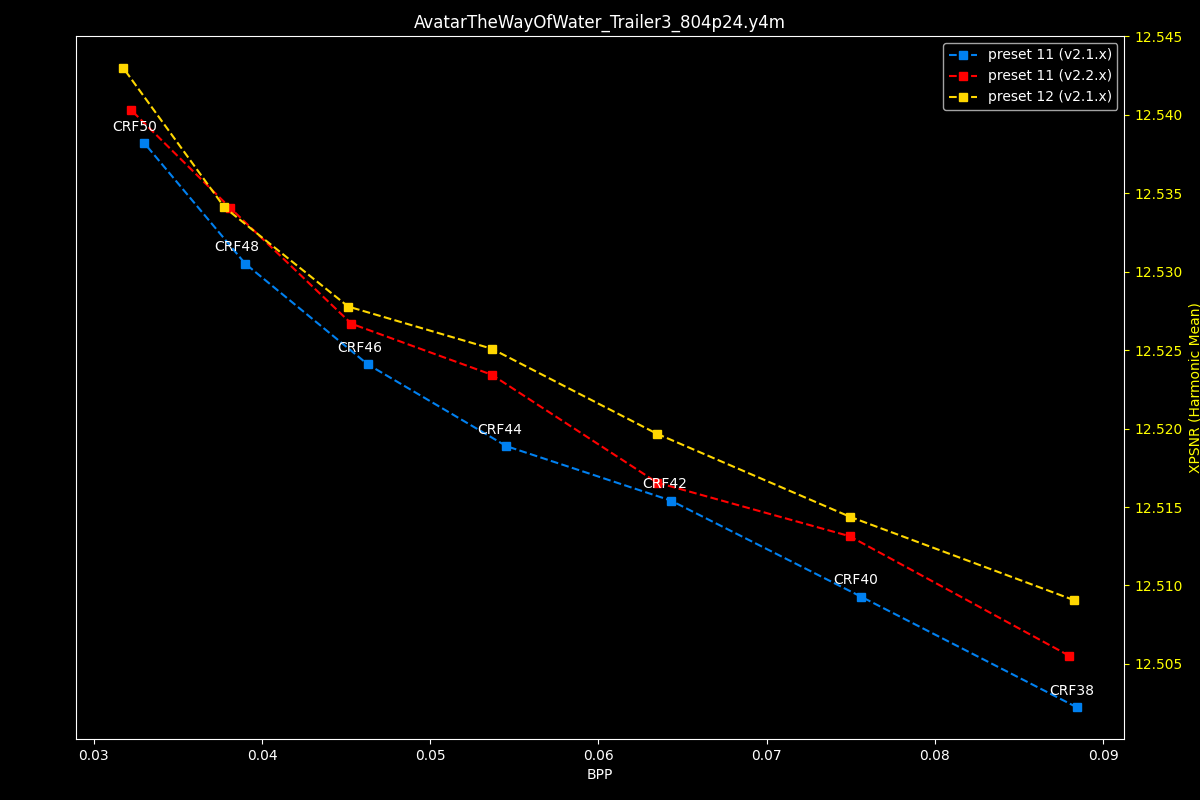 AvatarTheWayOfWater_Trailer3_804p24.y4m
preset 11 (v2.1.x)
preset 11 (v2.2.x)
preset 12 (v2.1.x)
12.545
12.540
12.535
12.530
12.525
12.520
12.515
12.510
12.505
XPSNR (Harmonic Mean)
CRF50
CRF48
CRF46
CRF44
CRF42
CRF40
CRF38
0.03 0.04 0.05 0.06 0.07 0.08 0.09
BPP